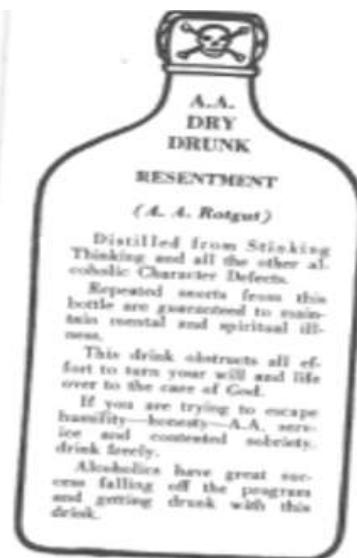 A.A.
DRY
DRUNK
RESENTMENT
(A. A. Rotgut)
Distilled from Stinking
Thinking and all the other al-
coholic Character Defects.
Repeated snorts from this
bottle are guaranteed to main-
tain mental and spiritual ill-
ness.
This drink obstructs all ef-
fort to turn your will and life
over to the care of God.
If you are trying to escape
humility—honesty—A.A. serv-
ice and contented sobriety,
drink freely.
Alcoholics have great suc-
cess falling off the program
and getting drunk with this
drink.